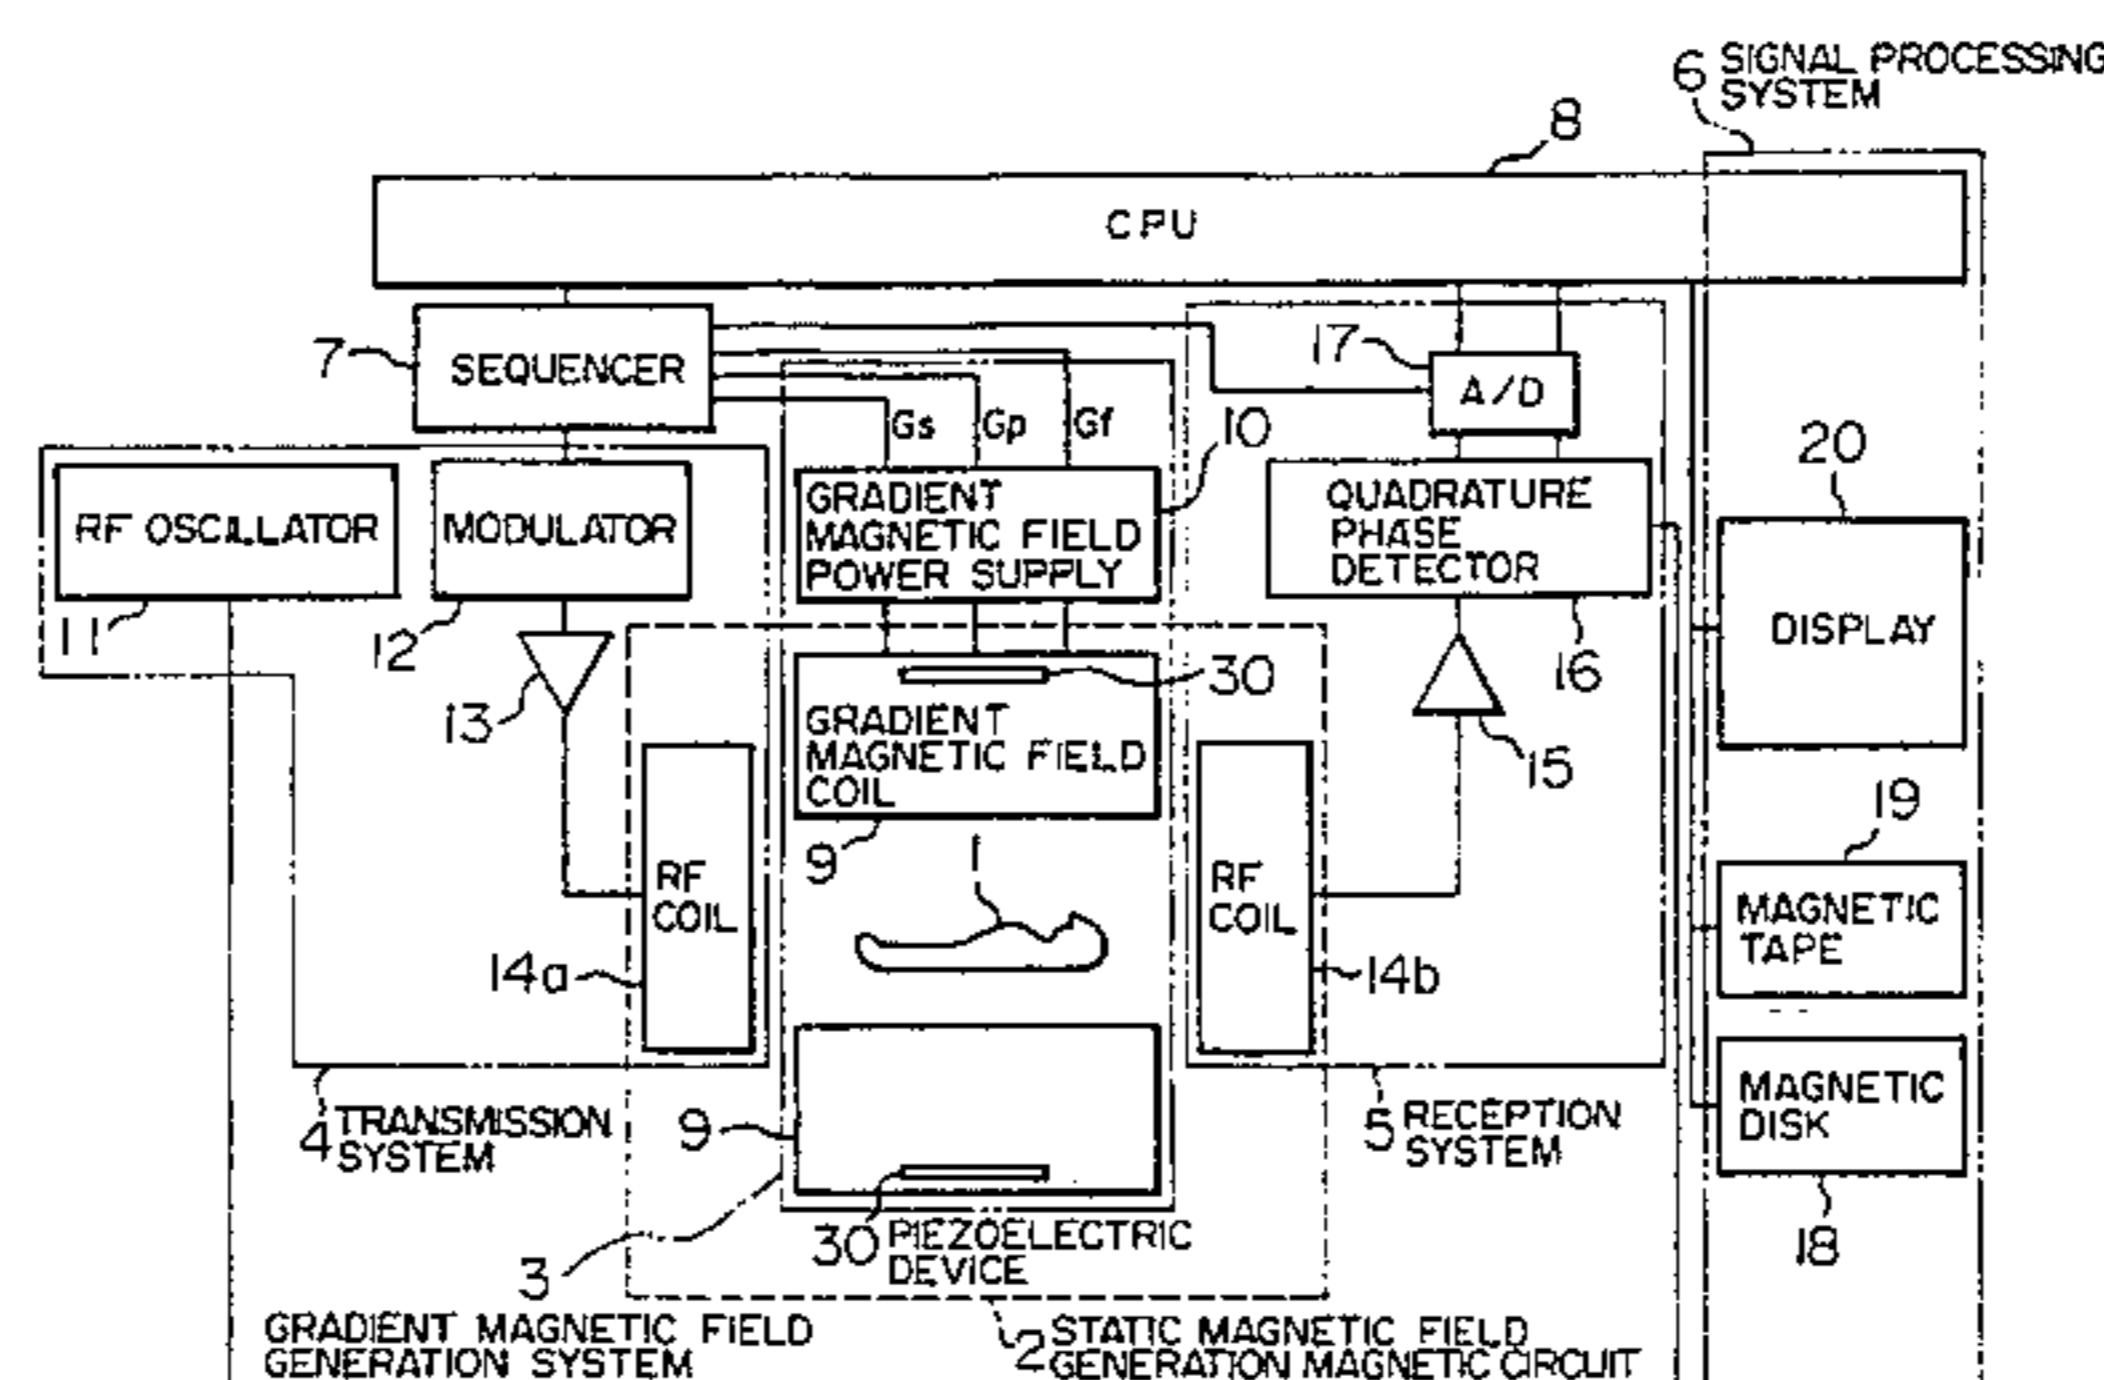 6 SIGNAL PROCESSING
SYSTEM
8
CPU
7
SEQUENCER
17
A/D
Gs
Gp
Gf
10
20
RF OSCILLATOR
MODULATOR
GRADIENT
MAGNETIC FIELD
POWER SUPPLY
QUADRATURE
PHASE
DETECTOR
DISPLAY
11
12
13
30
16
15
GRADIENT
MAGNETIC FIELD
COIL
9
1
19
RF
COIL
RF
COIL
MAGNETIC
TAPE
14a
14b
MAGNETIC
DISK
4 TRANSMISSION
SYSTEM
9
5 RECEPTION
SYSTEM
18
30 PIEZOELECTRIC
DEVICE
3
GRADIENT MAGNETIC FIELD
GENERATION SYSTEM
2 STATIC MAGNETIC FIELD
GENERATION MAGNETIC CIRCUIT